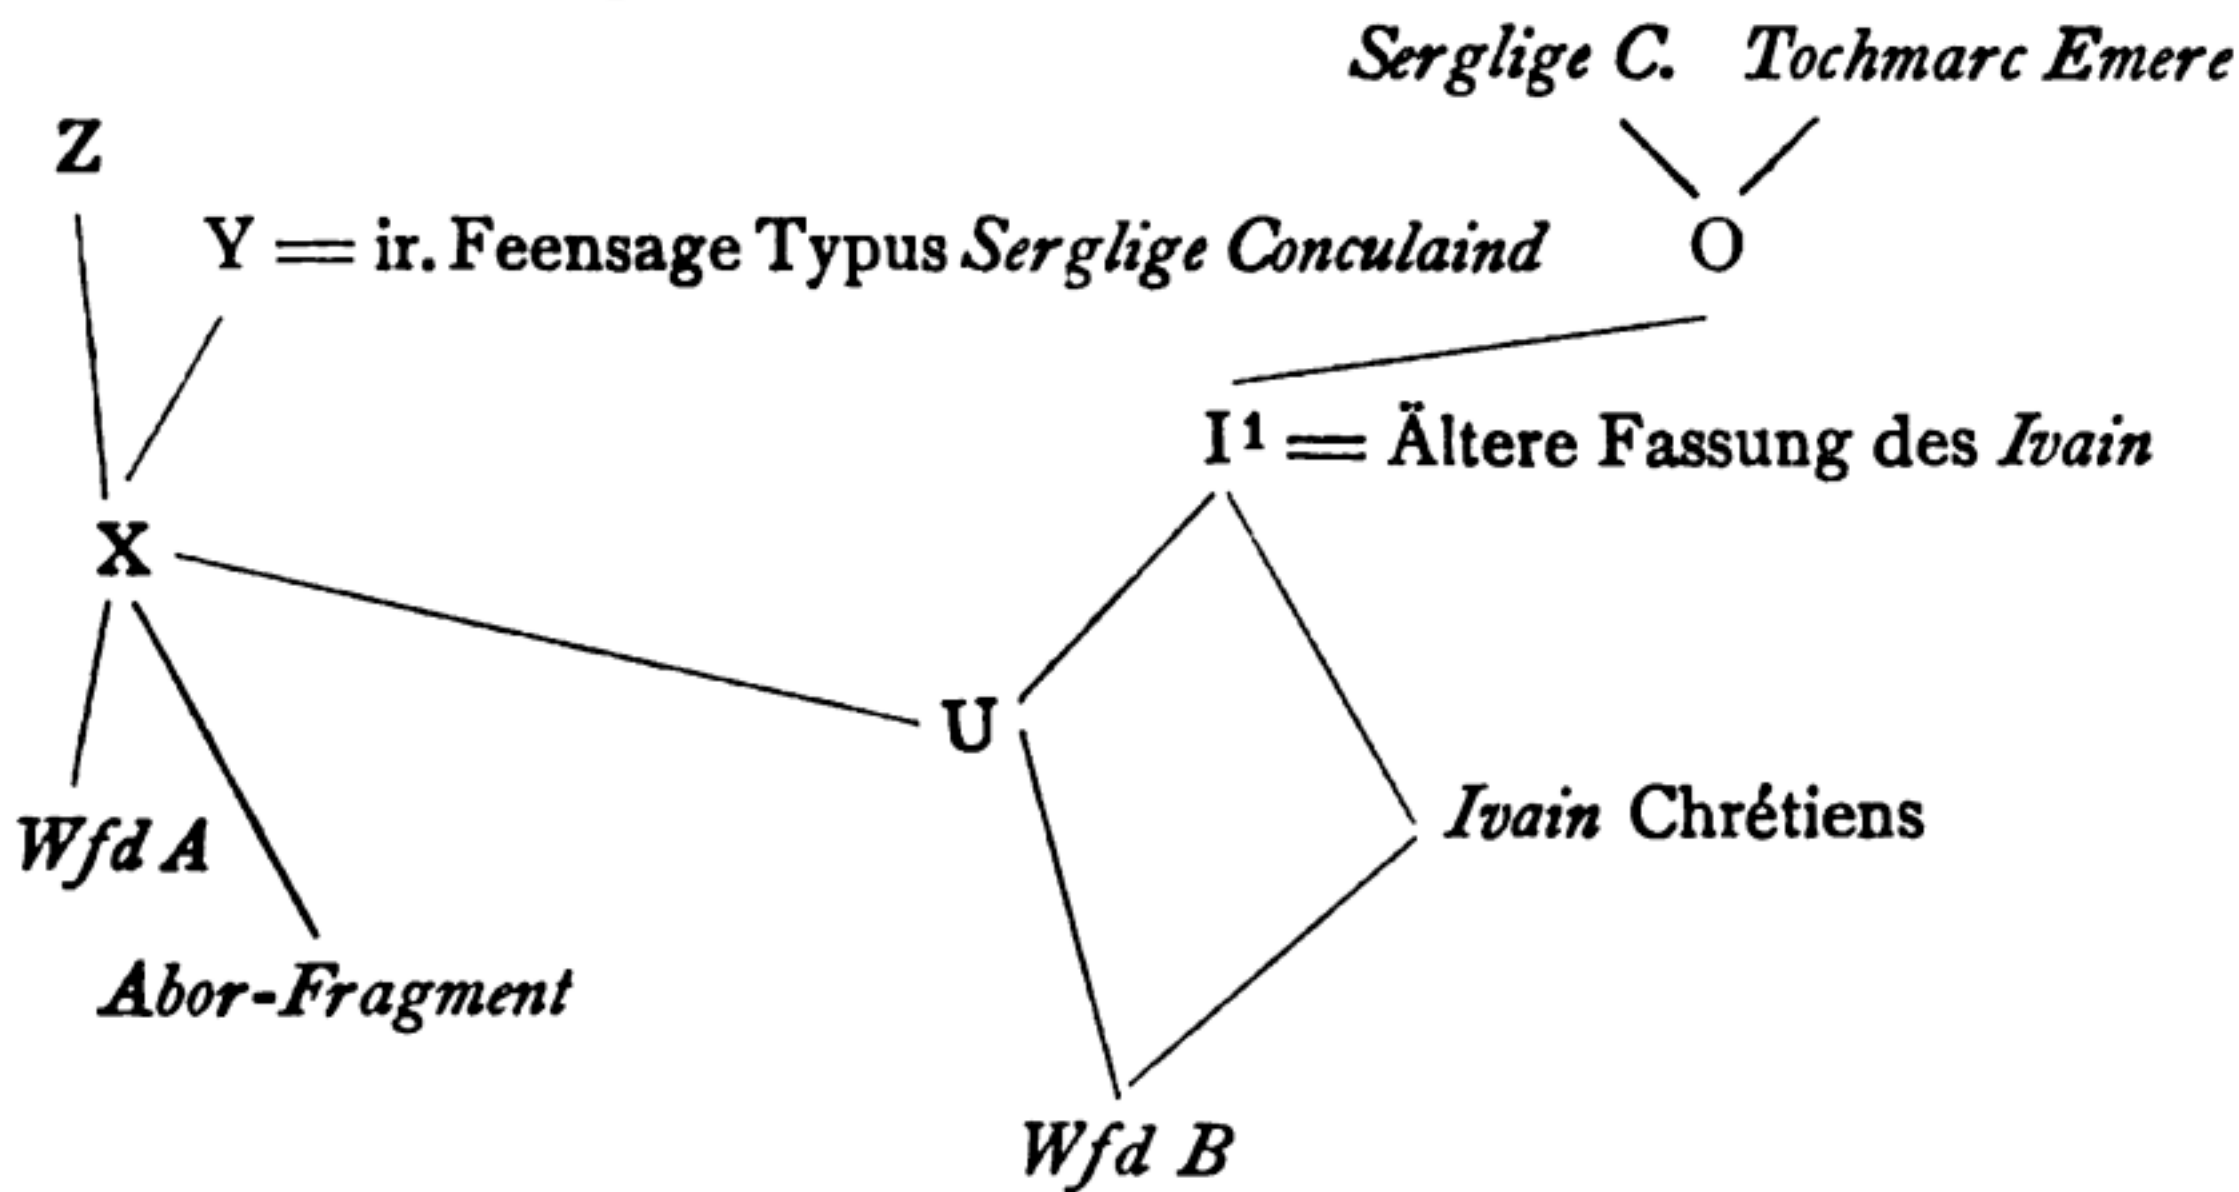 Serglige C. Tochmarc Emere
Z
Y = ir. Feensage Typus Serglige Conculaind O
I¹ = Ältere Fassung des Ivain
X
U
Ivain Chrétiens
Wfd A
Abor-Fragment
Wfd B